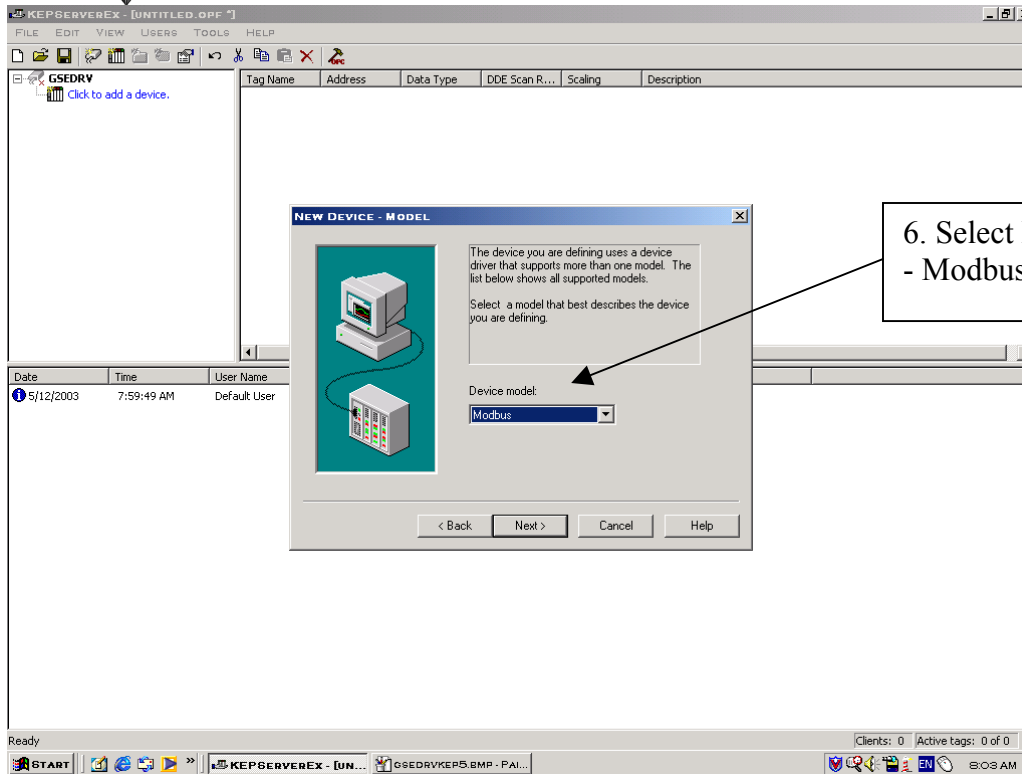 KEPServerEx - [Untitled.opf *]
File Edit View Users Tools Help
GSEDRV
Click to add a device.
Tag Name Address Data Type DDE Scan R... Scaling Description
New Device - Model
The device you are defining uses a device
driver that supports more than one model. The
list below shows all supported models.
Select a model that best describes the device
you are defining.
Device model:
Modbus
< Back Next > Cancel Help
6. Select
- Modbus
Date Time User Name
5/12/2003 7:59:49 AM Default User
Ready
Clients: 0 Active tags: 0 of 0
Start » KEPServerEx - [Un... gsedrvkep5.bmp - Pai... EN 8:03 AM